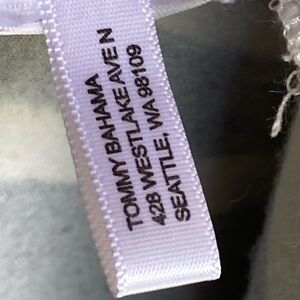 TOMMY BAHAMA
428 WESTLAKE AVE N
SEATTLE, WA 98109